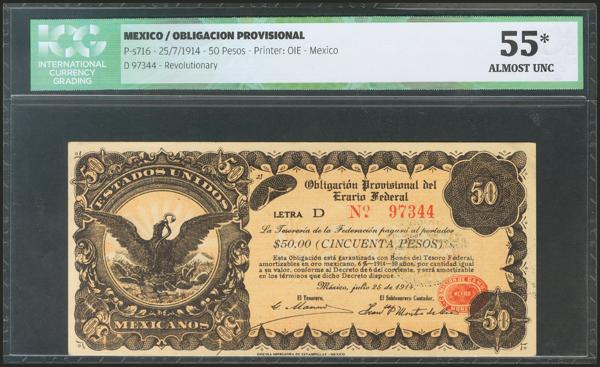 ICG
INTERNATIONAL
CURRENCY
GRADING
MEXICO / OBLIGACION PROVISIONAL
P-s716 - 25/7/1914 - 50 Pesos - Printer: OIE - Mexico
D 97344 - Revolutionary
55*
ALMOST UNC
50
50
ESTADOS UNIDOS
MEXICANOS
50
50
Obligación Provisional del
Erario Federal
LETRA D Nº 97344
La Tesorería de la Federación pagará al portador
$50.00 (CINCUENTA PESOS)
Esta Obligación está garantizada con Bonos del Tesoro Federal,
amortizables en oro mexicano, 6%—1914—10 años, por cantidad igual
a su valor, conforme al Decreto de 6 del corriente, y será amortizable
en los términos que dicho Decreto dispone.
México, julio 25 de 1914.
El Tesorero,
El Subtesorero Contador,
MEXICO
50
50
OFICINA IMPRESORA DE ESTAMPILLAS.-MEXICO